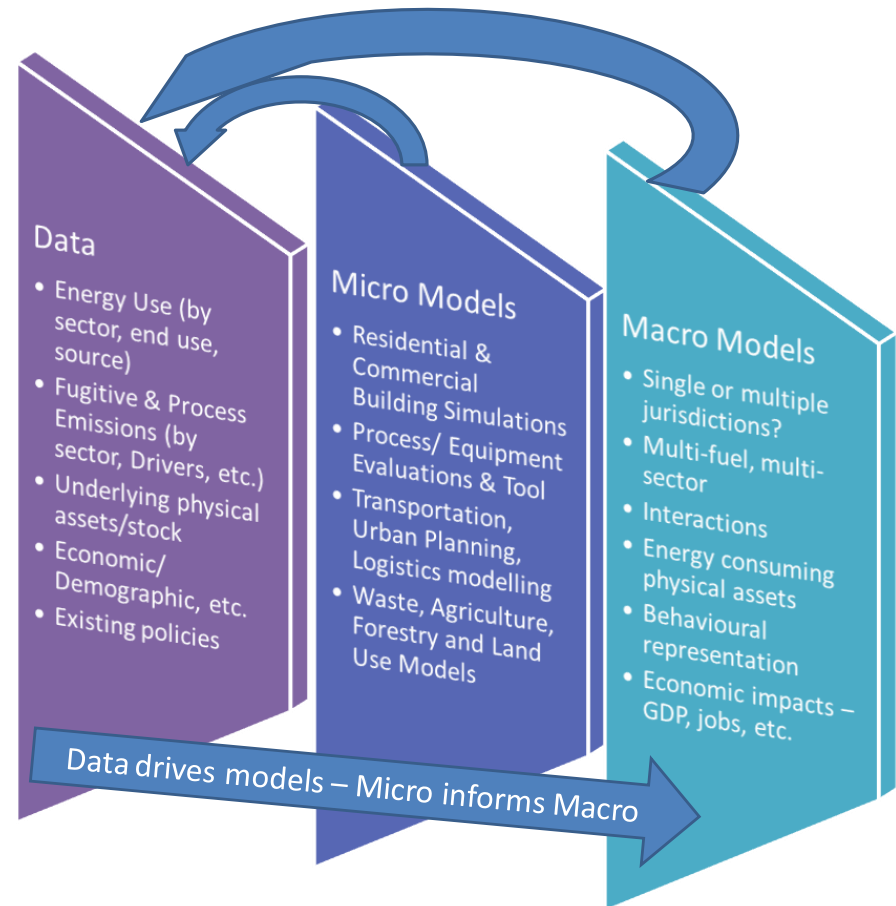 Data
• Energy Use (by
sector, end use,
source)
• Fugitive & Process
Emissions (by
sector, Drivers, etc.)
• Underlying physical
assets/stock
• Economic/
Demographic, etc.
• Existing policies
Micro Models
• Residential &
Commercial
Building Simulations
• Process/ Equipment
Evaluations & Tool
• Transportation,
Urban Planning,
Logistics modelling
• Waste, Agriculture,
Forestry and Land
Use Models
Macro Models
• Single or multiple
jurisdictions?
• Multi-fuel, multi-
sector
• Interactions
• Energy consuming
physical assets
• Behavioural
representation
• Economic impacts –
GDP, jobs, etc.
Data drives models – Micro informs Macro